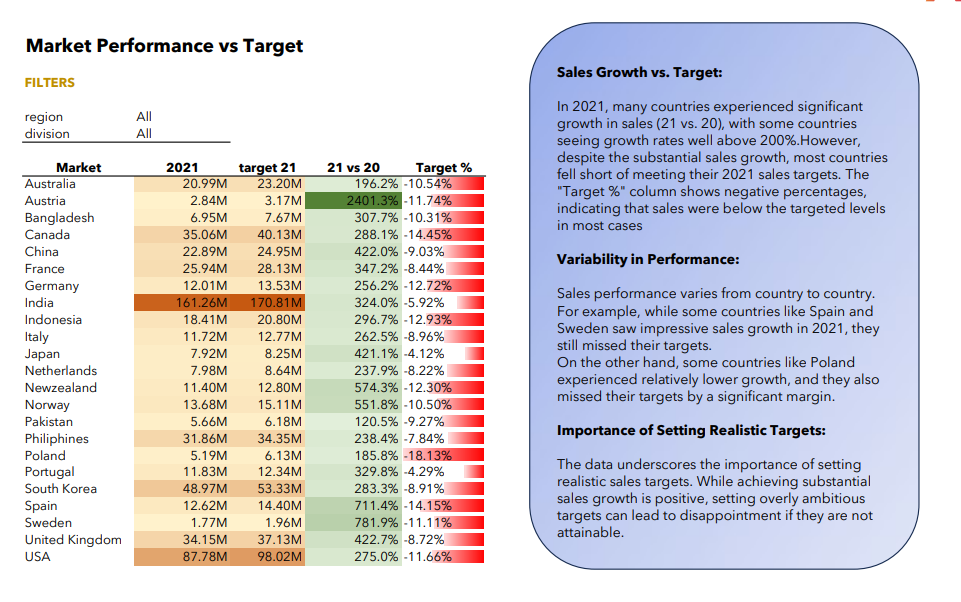 Market Performance vs Target
FILTERS
region All
division All
Market 2021 target 21 21 vs 20 Target %
Australia 20.99M 23.20M 196.2% -10.54%
Austria 2.84M 3.17M 2401.3% -11.74%
Bangladesh 6.95M 7.67M 307.7% -10.31%
Canada 35.06M 40.13M 288.1% -14.45%
China 22.89M 24.95M 422.0% -9.03%
France 25.94M 28.13M 347.2% -8.44%
Germany 12.01M 13.53M 256.2% -12.72%
India 161.26M 170.81M 324.0% -5.92%
Indonesia 18.41M 20.80M 296.7% -12.93%
Italy 11.72M 12.77M 262.5% -8.96%
Japan 7.92M 8.25M 421.1% -4.12%
Netherlands 7.98M 8.64M 237.9% -8.22%
Newzealand 11.40M 12.80M 574.3% -12.30%
Norway 13.68M 15.11M 551.8% -10.50%
Pakistan 5.66M 6.18M 120.5% -9.27%
Philiphines 31.86M 34.35M 238.4% -7.84%
Poland 5.19M 6.13M 185.8% -18.13%
Portugal 11.83M 12.34M 329.8% -4.29%
South Korea 48.97M 53.33M 283.3% -8.91%
Spain 12.62M 14.40M 711.4% -14.15%
Sweden 1.77M 1.96M 781.9% -11.11%
United Kingdom 34.15M 37.13M 422.7% -8.72%
USA 87.78M 98.02M 275.0% -11.66%
Sales Growth vs. Target:
In 2021, many countries experienced significant
growth in sales (21 vs. 20), with some countries
seeing growth rates well above 200%.However,
despite the substantial sales growth, most countries
fell short of meeting their 2021 sales targets. The
"Target %" column shows negative percentages,
indicating that sales were below the targeted levels
in most cases
Variability in Performance:
Sales performance varies from country to country.
For example, while some countries like Spain and
Sweden saw impressive sales growth in 2021, they
still missed their targets.
On the other hand, some countries like Poland
experienced relatively lower growth, and they also
missed their targets by a significant margin.
Importance of Setting Realistic Targets:
The data underscores the importance of setting
realistic sales targets. While achieving substantial
sales growth is positive, setting overly ambitious
targets can lead to disappointment if they are not
attainable.